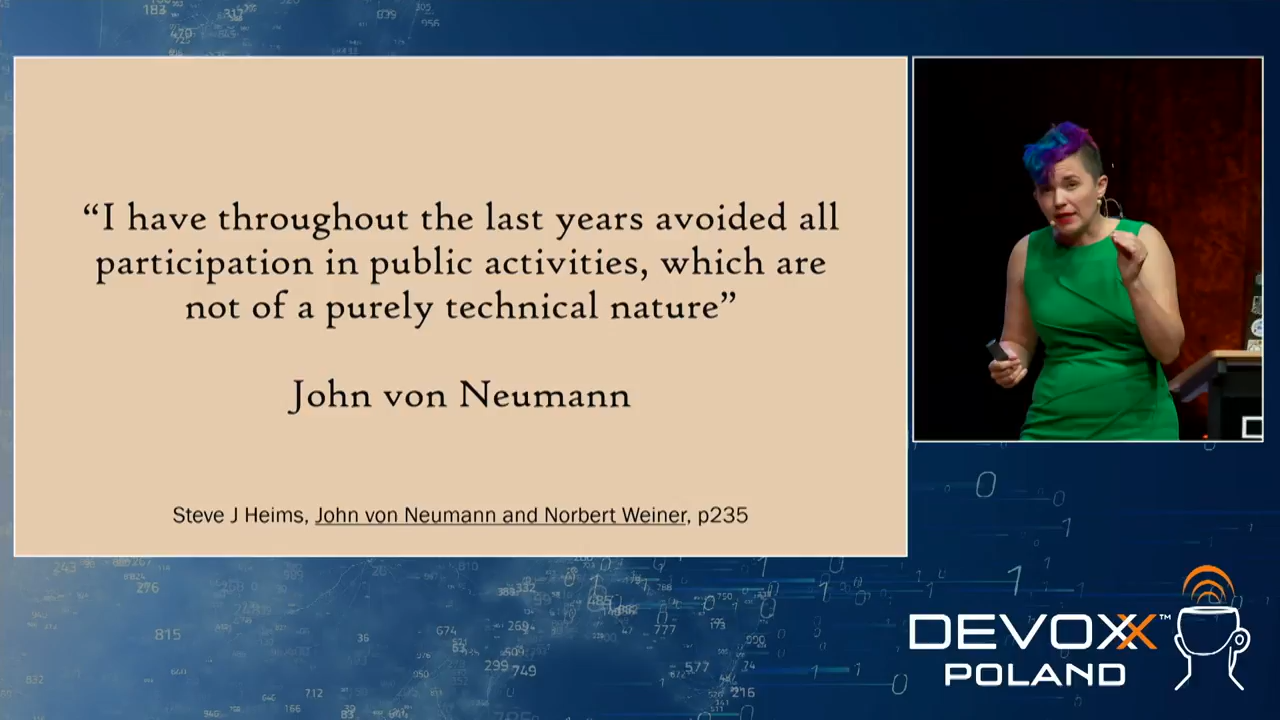 “I have throughout the last years avoided all
participation in public activities, which are
not of a purely technical nature”
John von Neumann
Steve J Heims, John von Neumann and Norbert Weiner, p235
DEVOXX™
POLAND